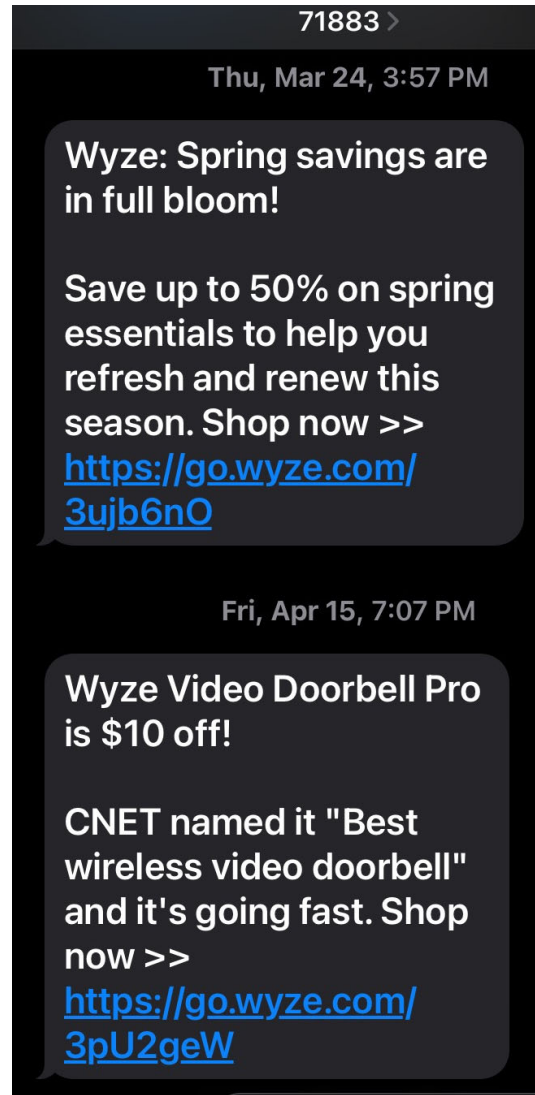 71883 >
Thu, Mar 24, 3:57 PM
Wyze: Spring savings are
in full bloom!
Save up to 50% on spring
essentials to help you
refresh and renew this
season. Shop now >>
https://go.wyze.com/
3ujb6nO
Fri, Apr 15, 7:07 PM
Wyze Video Doorbell Pro
is $10 off!
CNET named it "Best
wireless video doorbell"
and it's going fast. Shop
now >>
https://go.wyze.com/
3pU2geW